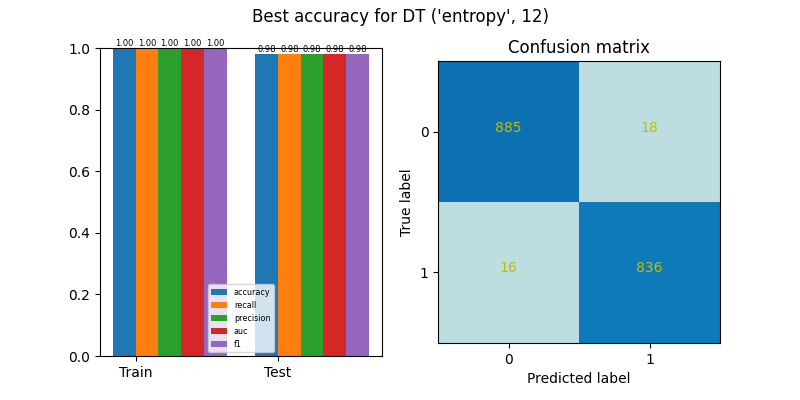 Best accuracy for DT ('entropy', 12)
1.0
0.8
0.6
0.4
0.2
0.0
1.00 1.00 1.00 1.00 1.00
0.98 0.98 0.98 0.98 0.98
accuracy
recall
precision
auc
f1
Train Test
Confusion matrix
True label
0
1
885 18
16 836
0 1
Predicted label